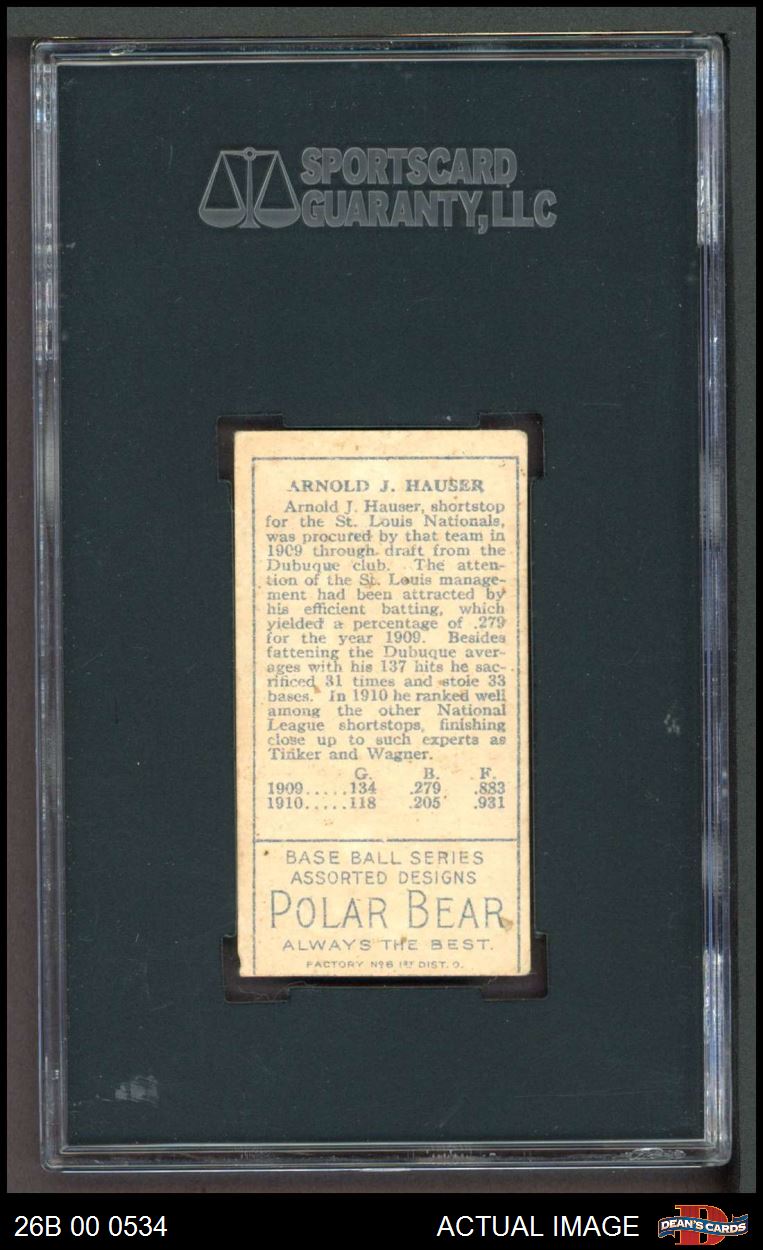 SPORTSCARD
GUARANTY, LLC
ARNOLD J. HAUSER
Arnold J. Hauser, shortstop
for the St. Louis Nationals,
was procured by that team in
1909 through draft from the
Dubuque club. The atten-
tion of the St. Louis manage-
ment had been attracted by
his efficient batting, which
yielded a percentage of .279
for the year 1909. Besides
fattening the Dubuque aver-
ages with his 137 hits he sac-
rificed 31 times and stole 33
bases. In 1910 he ranked well
among the other National
League shortstops, finishing
close up to such experts as
Tinker and Wagner.
G. B. F.
1909.....134 .279 .883
1910.....118 .205 .931
BASE BALL SERIES
ASSORTED DESIGNS
POLAR BEAR
ALWAYS THE BEST.
FACTORY Nº 6 1ST DIST. O.
26B 00 0534
ACTUAL IMAGE
DEAN'S CARDS